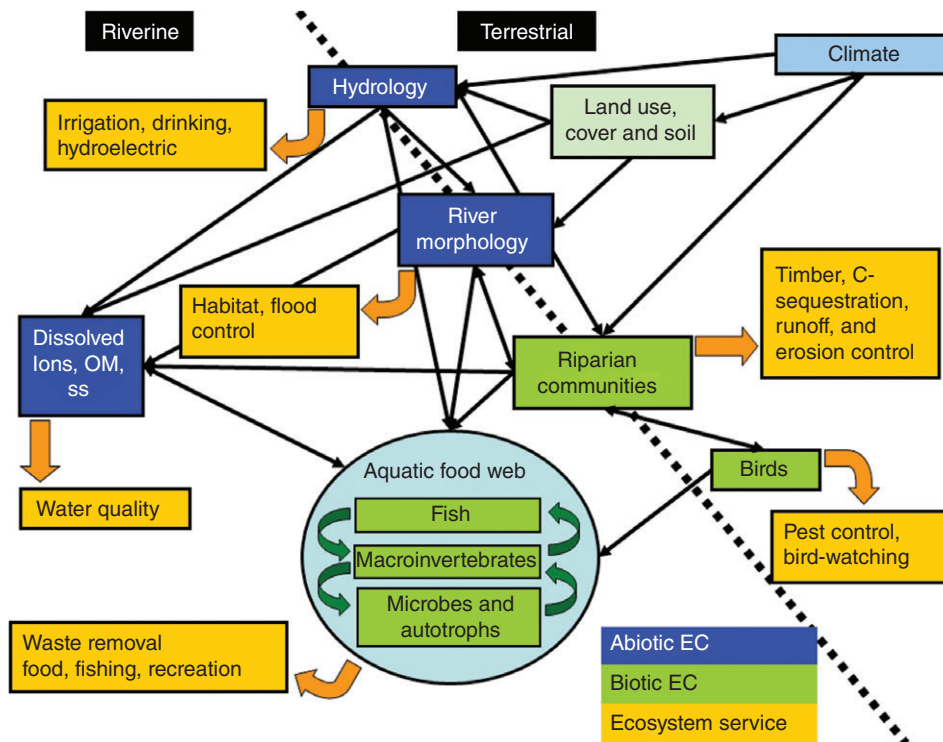 Riverine
Terrestrial
Climate
Hydrology
Land use,
cover and soil
Irrigation, drinking,
hydroelectric
River
morphology
Timber, C-
sequestration,
runoff, and
erosion control
Habitat, flood
control
Dissolved
Ions, OM,
ss
Riparian
communities
Aquatic food web
Birds
Water quality
Fish
Pest control,
bird-watching
Macroinvertebrates
Microbes and
autotrophs
Waste removal
food, fishing, recreation
Abiotic EC
Biotic EC
Ecosystem service